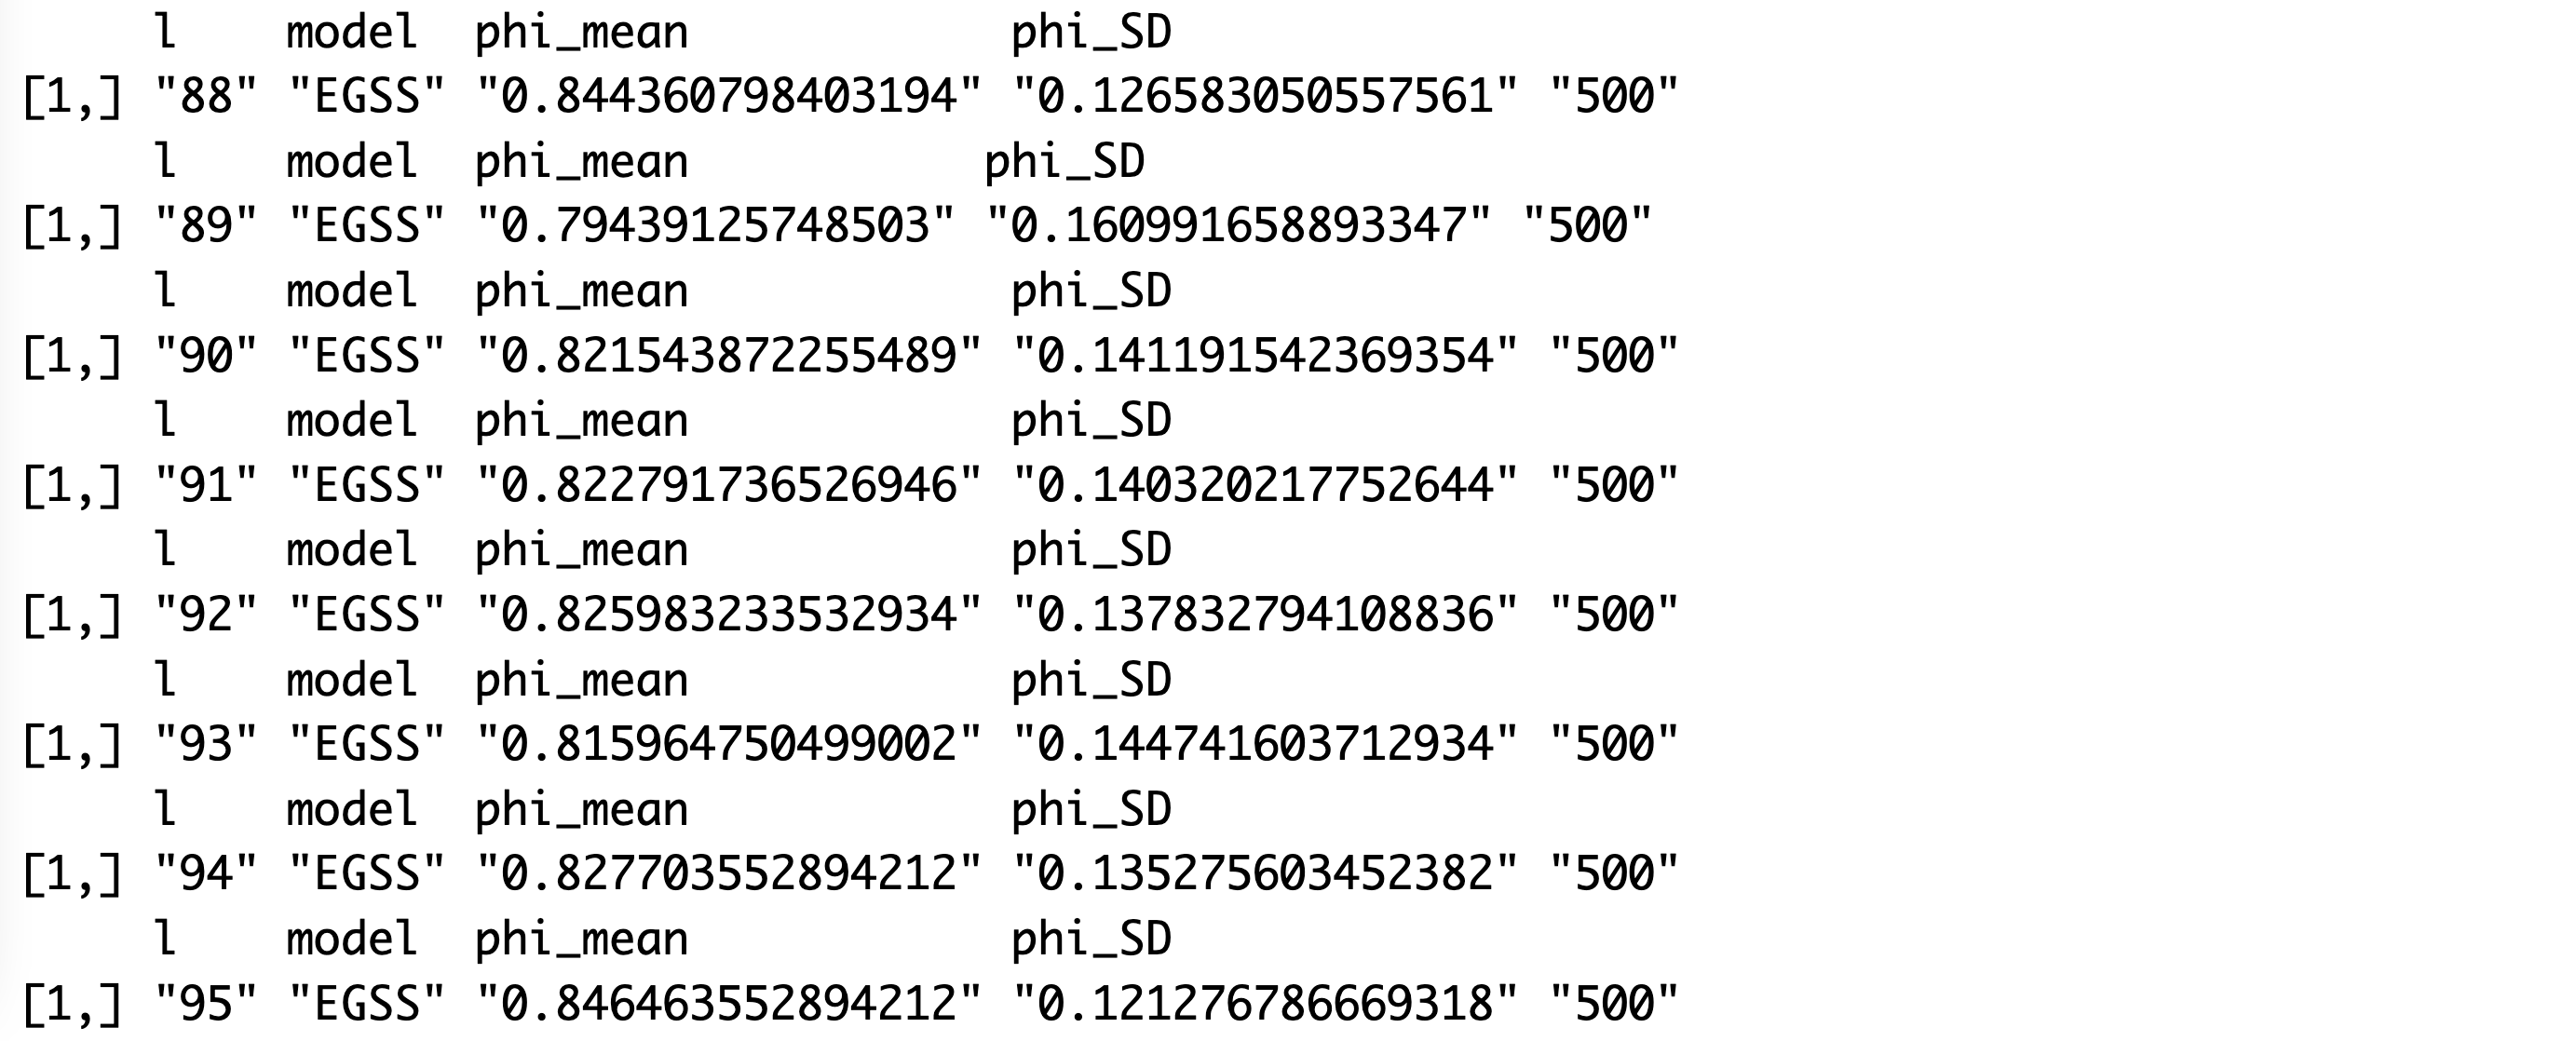 l    model  phi_mean            phi_SD
[1,] "88" "EGSS" "0.844360798403194" "0.126583050557561" "500"
     l    model  phi_mean           phi_SD
[1,] "89" "EGSS" "0.79439125748503" "0.160991658893347" "500"
     l    model  phi_mean            phi_SD
[1,] "90" "EGSS" "0.821543872255489" "0.141191542369354" "500"
     l    model  phi_mean            phi_SD
[1,] "91" "EGSS" "0.822791736526946" "0.140320217752644" "500"
     l    model  phi_mean            phi_SD
[1,] "92" "EGSS" "0.825983233532934" "0.137832794108836" "500"
     l    model  phi_mean            phi_SD
[1,] "93" "EGSS" "0.815964750499002" "0.144741603712934" "500"
     l    model  phi_mean            phi_SD
[1,] "94" "EGSS" "0.827703552894212" "0.135275603452382" "500"
     l    model  phi_mean            phi_SD
[1,] "95" "EGSS" "0.846463552894212" "0.121276786669318" "500"